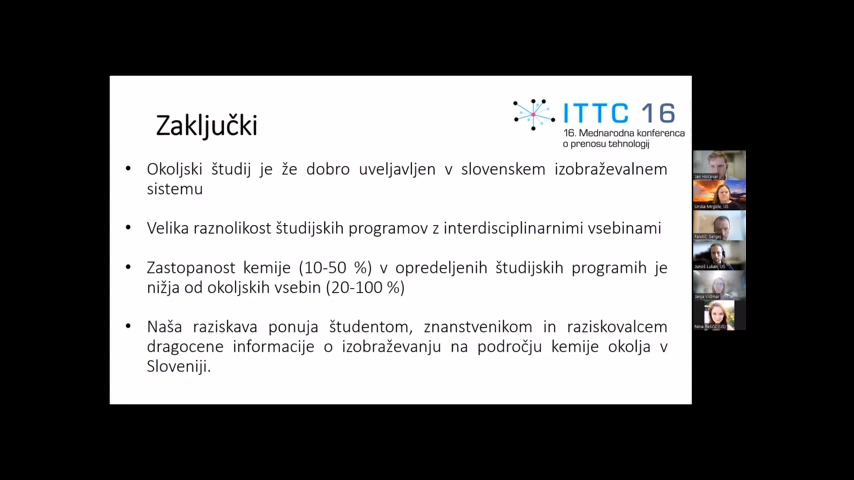 Zaključki
ITTC 16
16. Mednarodna konferenca
o prenosu tehnologij
• Okoljski študij je že dobro uveljavljen v slovenskem izobraževalnem
sistemu
• Velika raznolikost študijskih programov z interdisciplinarnimi vsebinami
• Zastopanost kemije (10-50 %) v opredeljenih študijskih programih je
nižja od okoljskih vsebin (20-100 %)
• Naša raziskava ponuja študentom, znanstvenikom in raziskovalcem
dragocene informacije o izobraževanju na področju kemije okolja v
Sloveniji.